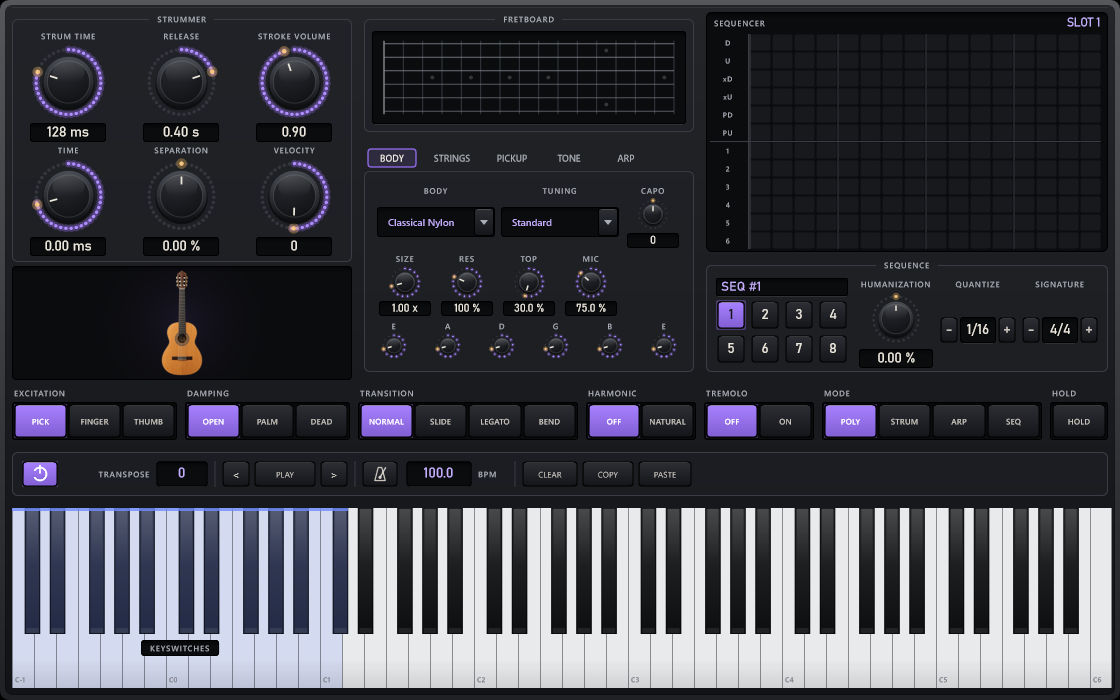 STRUMMER
STRUM TIME RELEASE STROKE VOLUME
128 ms 0.40 s 0.90
TIME SEPARATION VELOCITY
0.00 ms 0.00 % 0
FRETBOARD
BODY STRINGS PICKUP TONE ARP
BODY TUNING CAPO
Classical Nylon Standard
0
SIZE RES TOP MIC
1.00 x 100 % 30.0 % 75.0 %
E A D G B E
SEQUENCER SLOT 1
D
U
xD
xU
PD
PU
1
2
3
4
5
6
SEQUENCE
SEQ #1 HUMANIZATION QUANTIZE SIGNATURE
1 2 3 4
- 1/16 + - 4/4 +
5 6 7 8
0.00 %
EXCITATION DAMPING TRANSITION HARMONIC TREMOLO MODE HOLD
PICK FINGER THUMB OPEN PALM DEAD NORMAL SLIDE LEGATO BEND OFF NATURAL OFF ON POLY STRUM ARP SEQ HOLD
TRANSPOSE 0 < PLAY > 100.0 BPM CLEAR COPY PASTE
KEYSWITCHES
C-1 C0 C1 C2 C3 C4 C5 C6